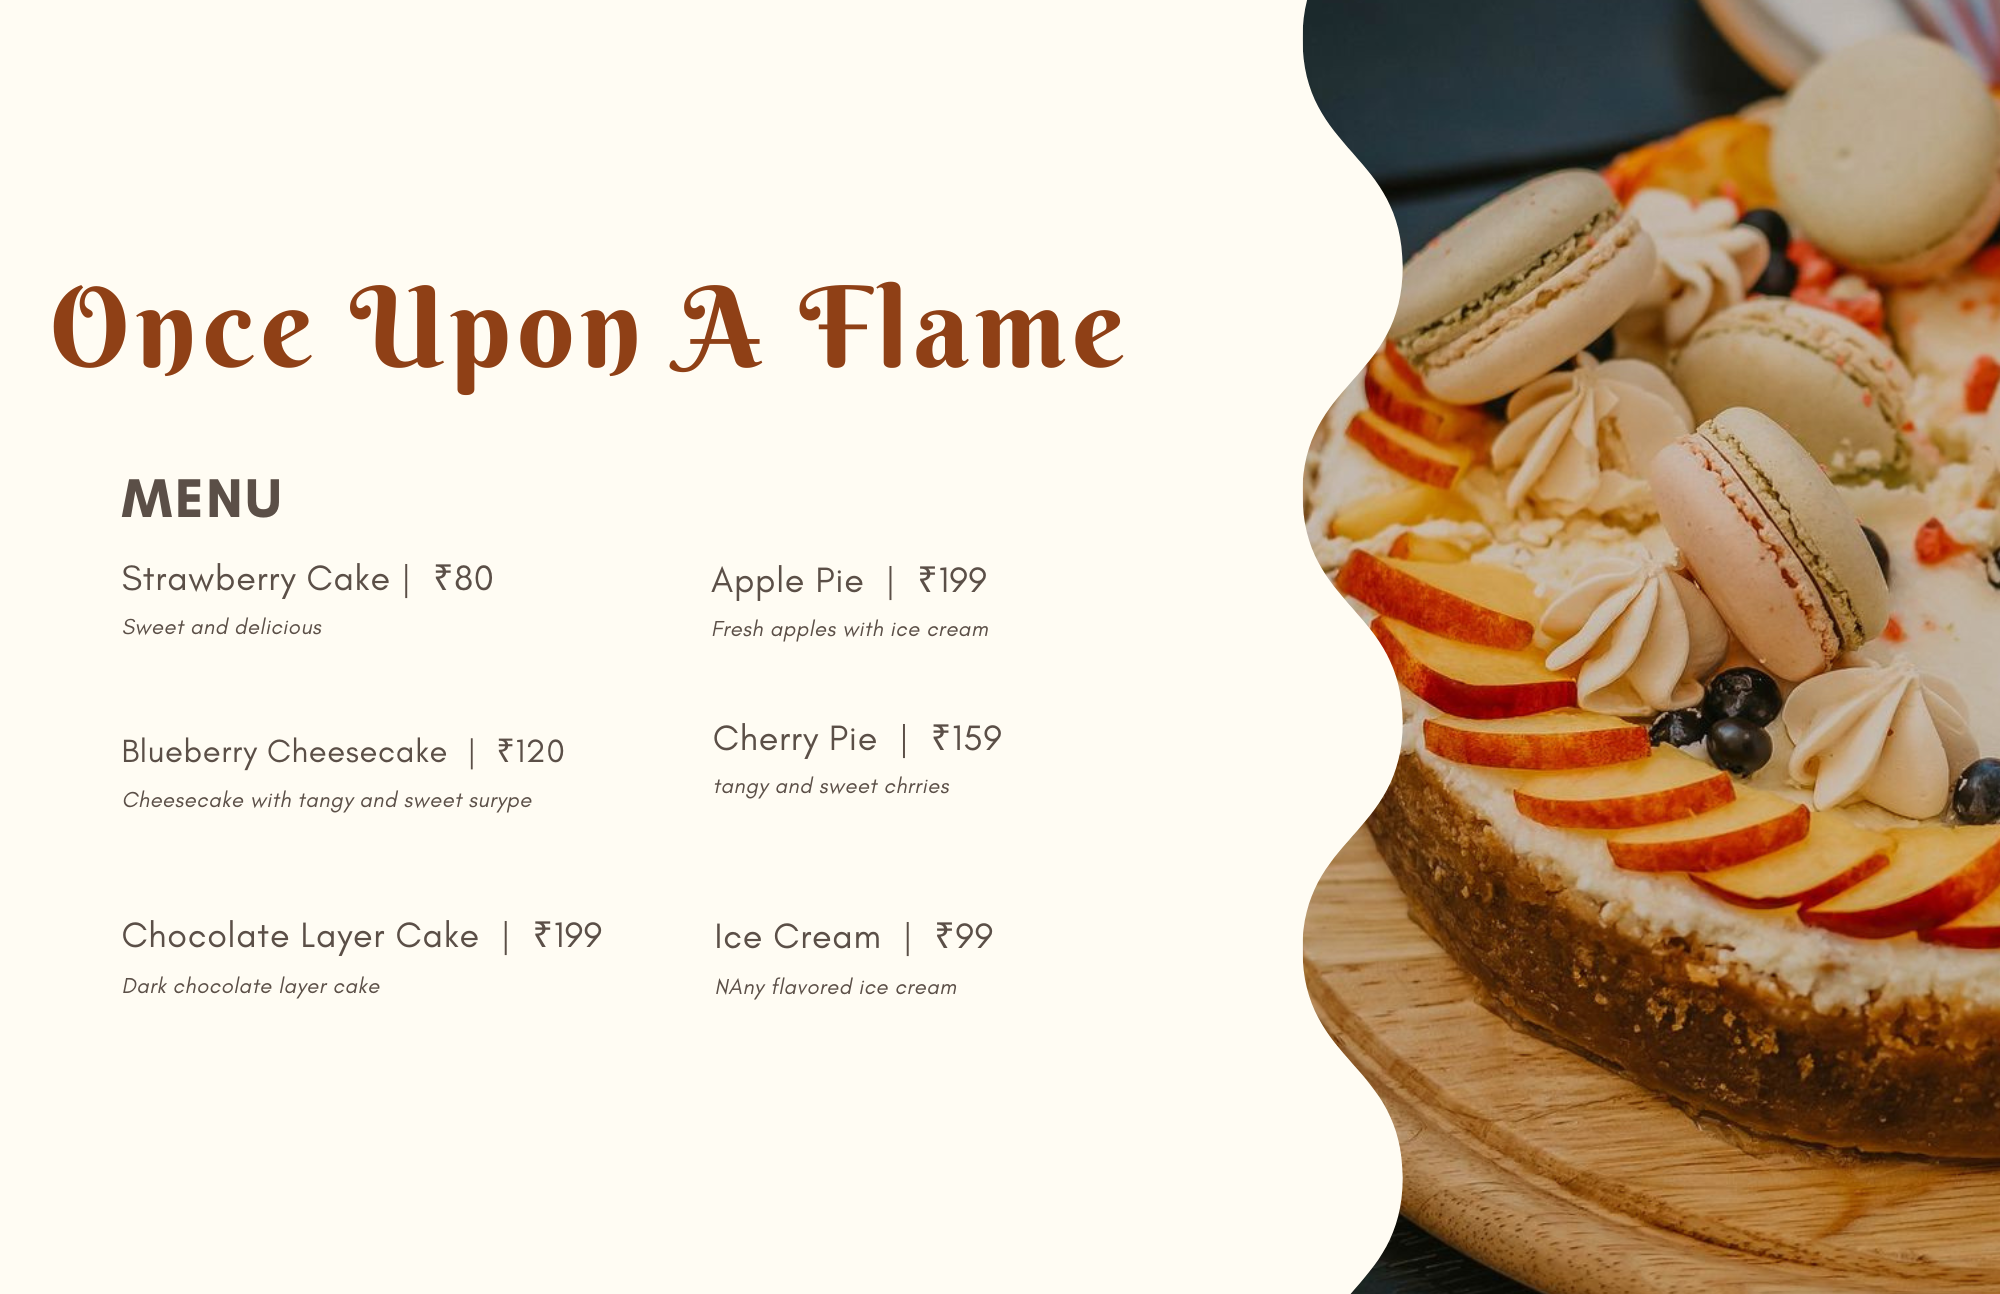 Once Upon A Flame
MENU
Strawberry Cake | ₹80
Sweet and delicious
Blueberry Cheesecake | ₹120
Cheesecake with tangy and sweet surype
Chocolate Layer Cake | ₹199
Dark chocolate layer cake
Apple Pie | ₹199
Fresh apples with ice cream
Cherry Pie | ₹159
tangy and sweet chrries
Ice Cream | ₹99
NAny flavored ice cream